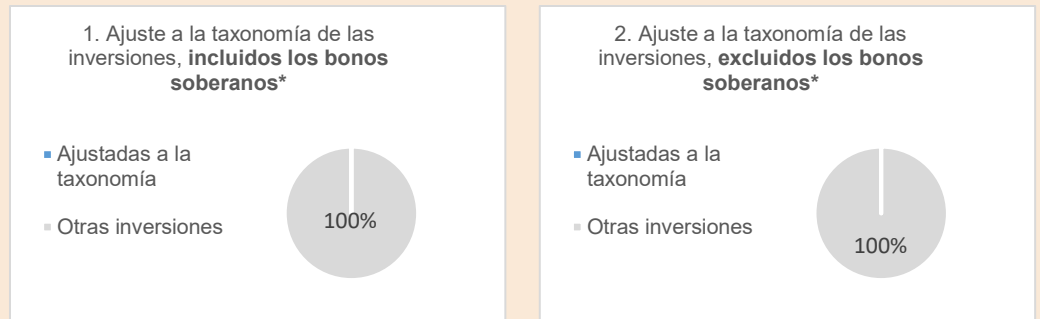 1. Ajuste a la taxonomía de las
inversiones, incluidos los bonos
soberanos*
Ajustadas a la
taxonomía
Otras inversiones
100%
2. Ajuste a la taxonomía de las
inversiones, excluidos los bonos
soberanos*
Ajustadas a la
taxonomía
Otras inversiones
100%